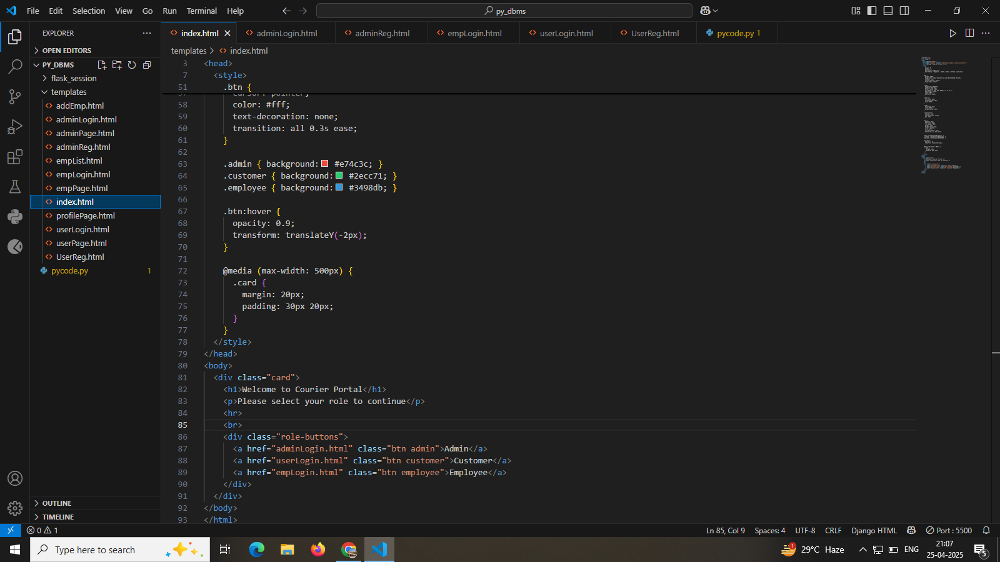 File Edit Selection View Go Run Terminal Help
py_dbms
EXPLORER
OPEN EDITORS
PY_DBMS
flask_session
templates
addEmp.html
adminLogin.html
adminPage.html
adminReg.html
empList.html
empLogin.html
empPage.html
index.html
profilePage.html
userLogin.html
userPage.html
UserReg.html
pycode.py 1
OUTLINE
TIMELINE
index.html adminLogin.html adminReg.html empLogin.html userLogin.html UserReg.html pycode.py 1
templates > index.html
3 <head>
7 <style>
51 .btn {
cursor: pointer;
58 color: #fff;
59 text-decoration: none;
60 transition: all 0.3s ease;
61 }
62
63 .admin { background: #e74c3c; }
64 .customer { background: #2ecc71; }
65 .employee { background: #3498db; }
66
67 .btn:hover {
68 opacity: 0.9;
69 transform: translateY(-2px);
70 }
71
72 @media (max-width: 500px) {
73 .card {
74 margin: 20px;
75 padding: 30px 20px;
76 }
77 }
78 </style>
79 </head>
80 <body>
81 <div class="card">
82 <h1>Welcome to Courier Portal</h1>
83 <p>Please select your role to continue</p>
84 <hr>
85 <br>
86 <div class="role-buttons">
87 <a href="adminLogin.html" class="btn admin">Admin</a>
88 <a href="userLogin.html" class="btn customer">Customer</a>
89 <a href="empLogin.html" class="btn employee">Employee</a>
90 </div>
91 </div>
92 </body>
93 </html>
0 1
Ln 85, Col 9 Spaces: 4 UTF-8 CRLF Django HTML Port : 5500
Type here to search
1 29°C Haze ENG
21:07
25-04-2025
5